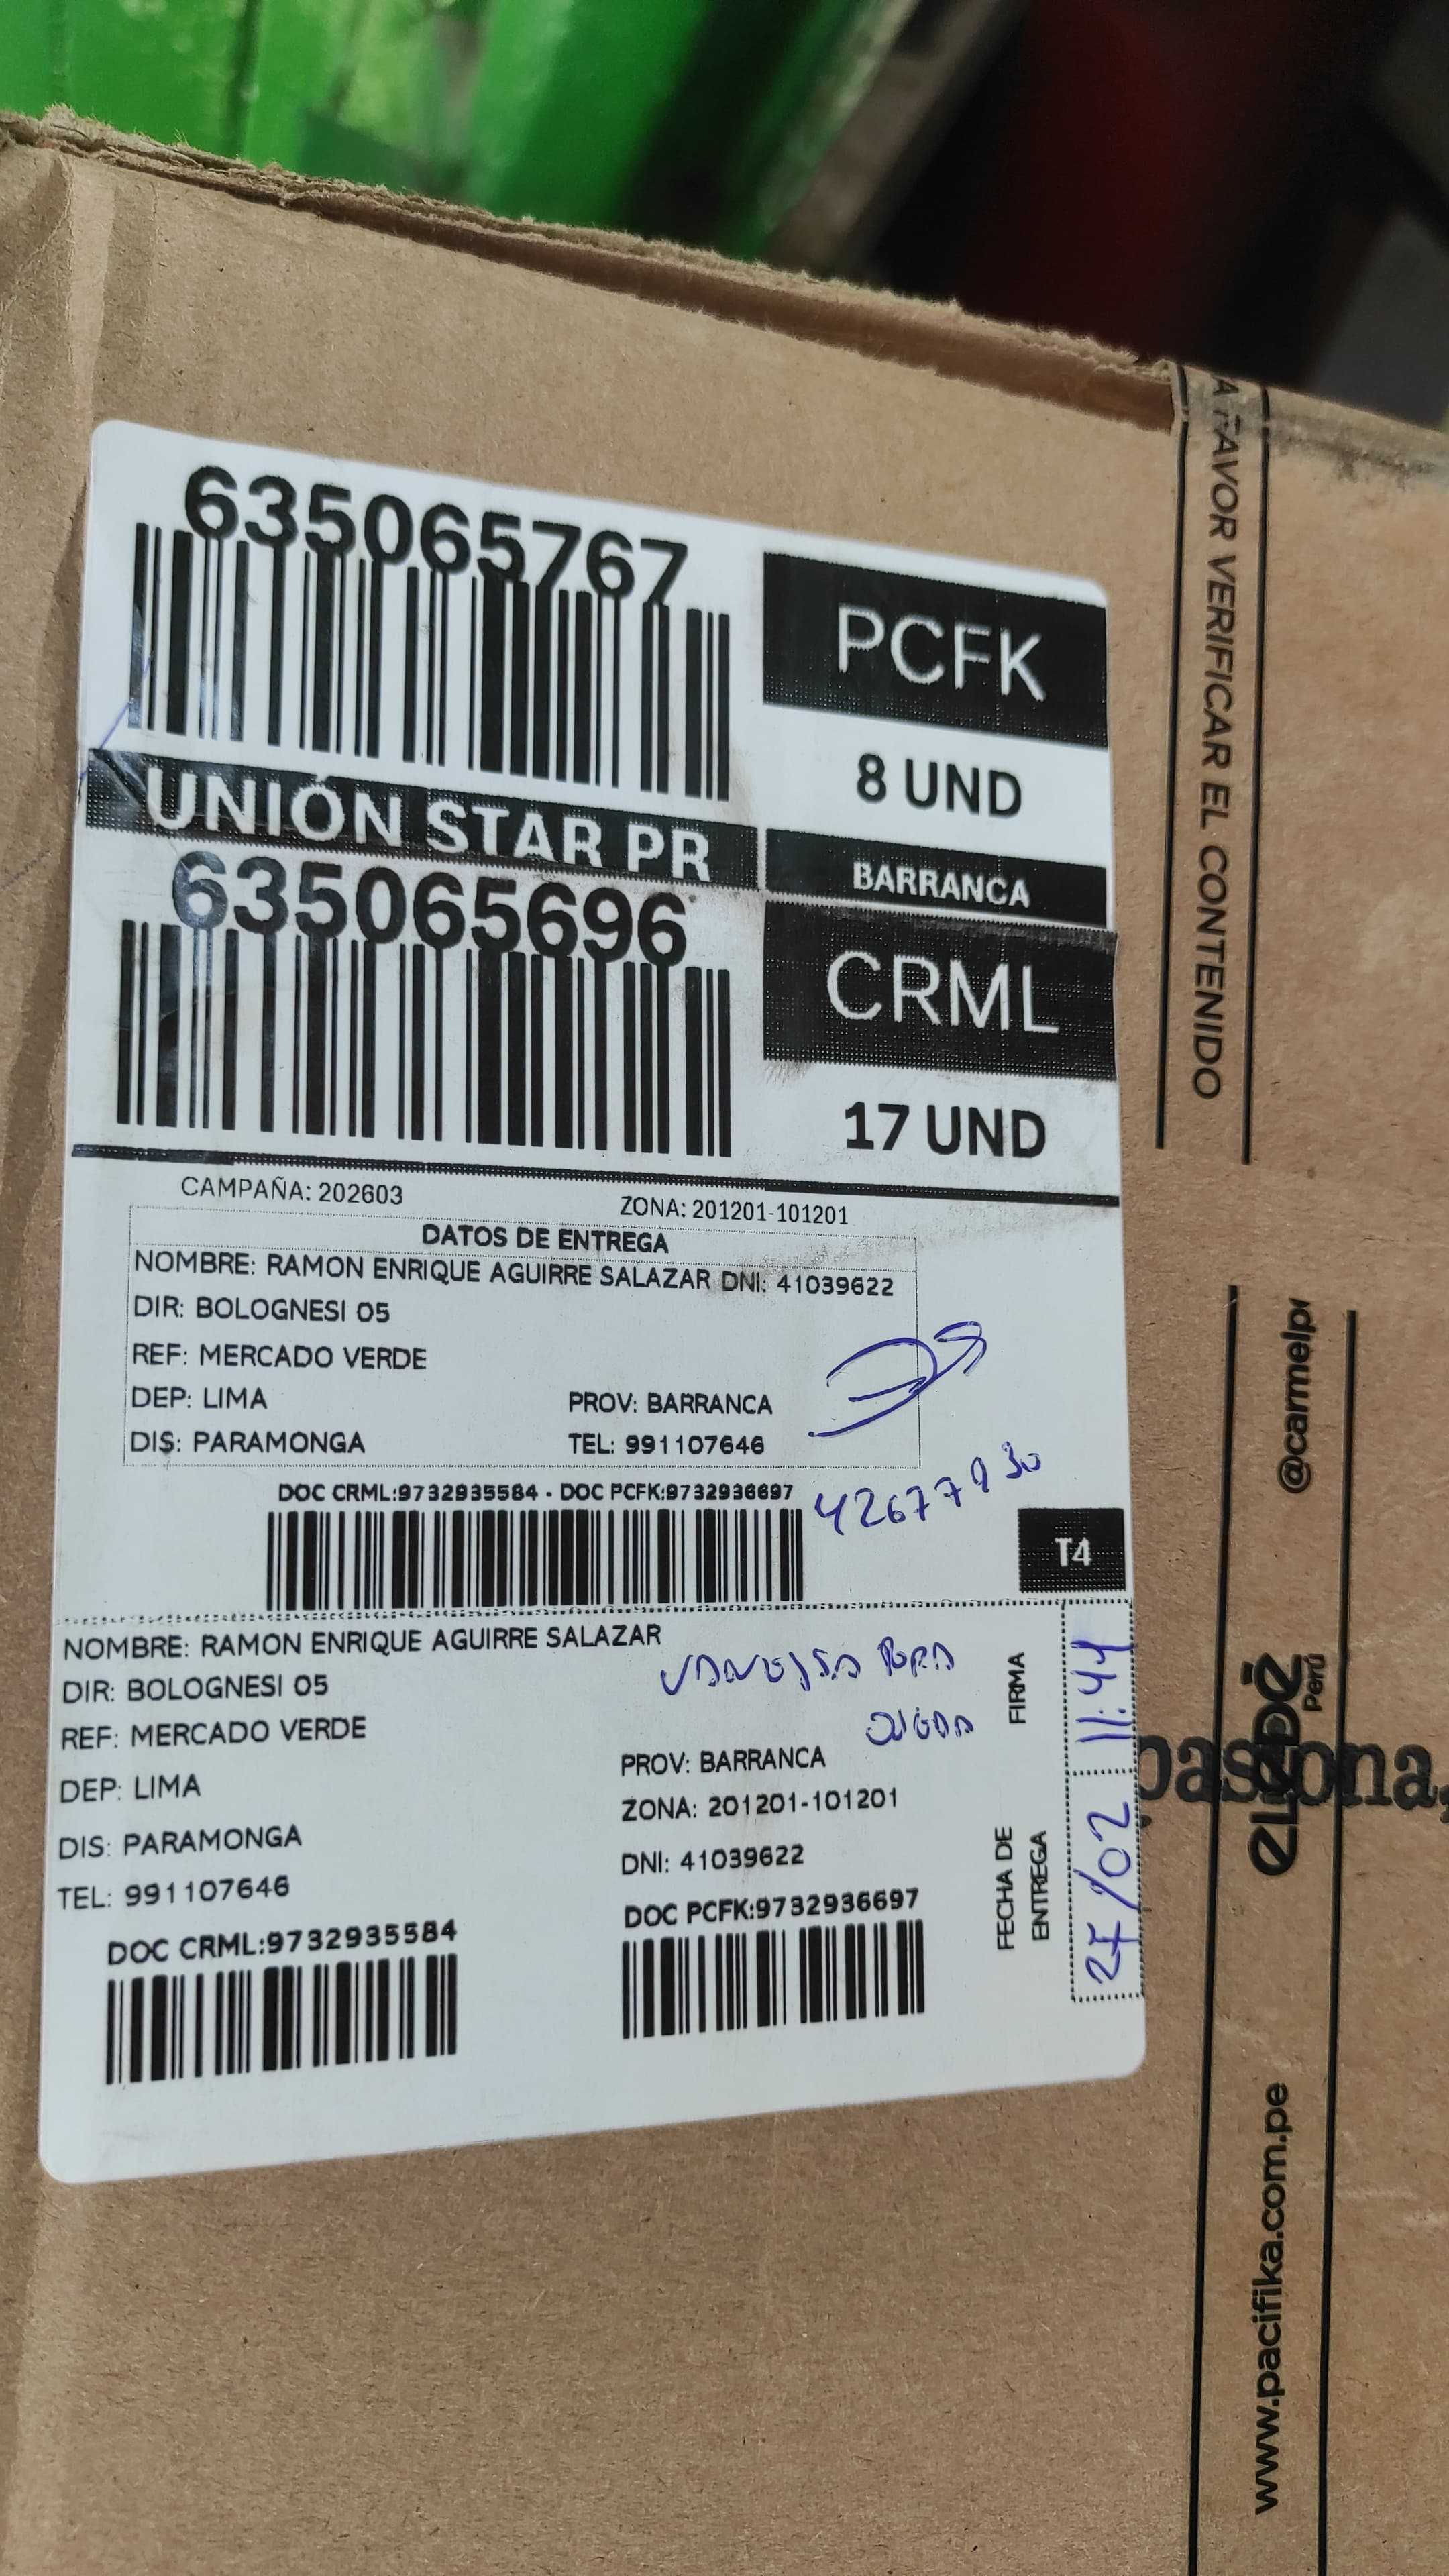 635065767
PCFK
8 UND
UNIÓN STAR PR
BARRANCA
635065696
CRML
17 UND
CAMPAÑA: 202603
ZONA: 201201-101201
DATOS DE ENTREGA
NOMBRE: RAMON ENRIQUE AGUIRRE SALAZAR DNI: 41039622
DIR: BOLOGNESI 05
REF: MERCADO VERDE
DEP: LIMA
PROV: BARRANCA
DIS: PARAMONGA
TEL: 991107646
DOC CRML:9732935584 - DOC PCFK:9732936697
T4
NOMBRE: RAMON ENRIQUE AGUIRRE SALAZAR
DIR: BOLOGNESI 05
REF: MERCADO VERDE
DEP: LIMA
PROV: BARRANCA
ZONA: 201201-101201
DIS: PARAMONGA
DNI: 41039622
TEL: 991107646
DOC CRML:9732935584
DOC PCFK:9732936697
FIRMA
11:44
FECHA DE
ENTREGA
27/02
A FAVOR VERIFICAR EL CONTENIDO
@carmelp
Perú
www.pacifika.com.pe